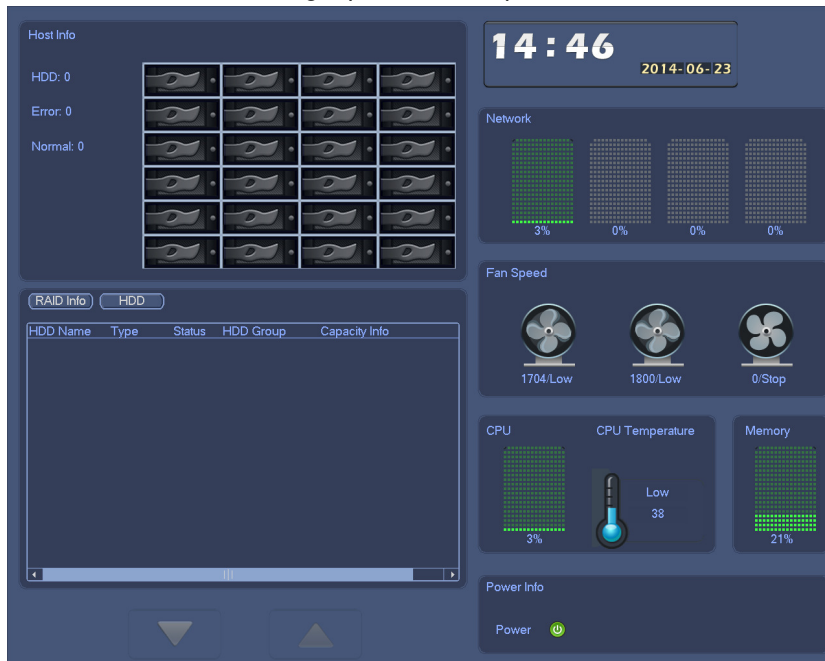 Host Info
HDD: 0
Error: 0
Normal: 0
RAID Info
HDD
HDD Name Type Status HDD Group Capacity Info
14:46
2014-06-23
Network
3% 0% 0% 0%
Fan Speed
1704/Low 1800/Low 0/Stop
CPU
CPU Temperature
Low
38
3%
Memory
21%
Power Info
Power